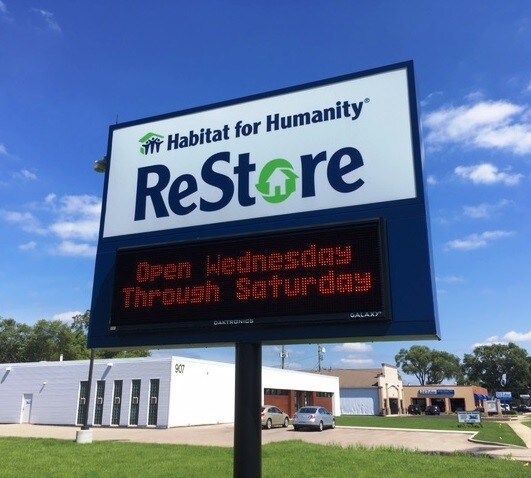 Habitat for Humanity®
ReStore
Open Wednesday
Through Saturday
DAKTRONICS
GALAXY
907